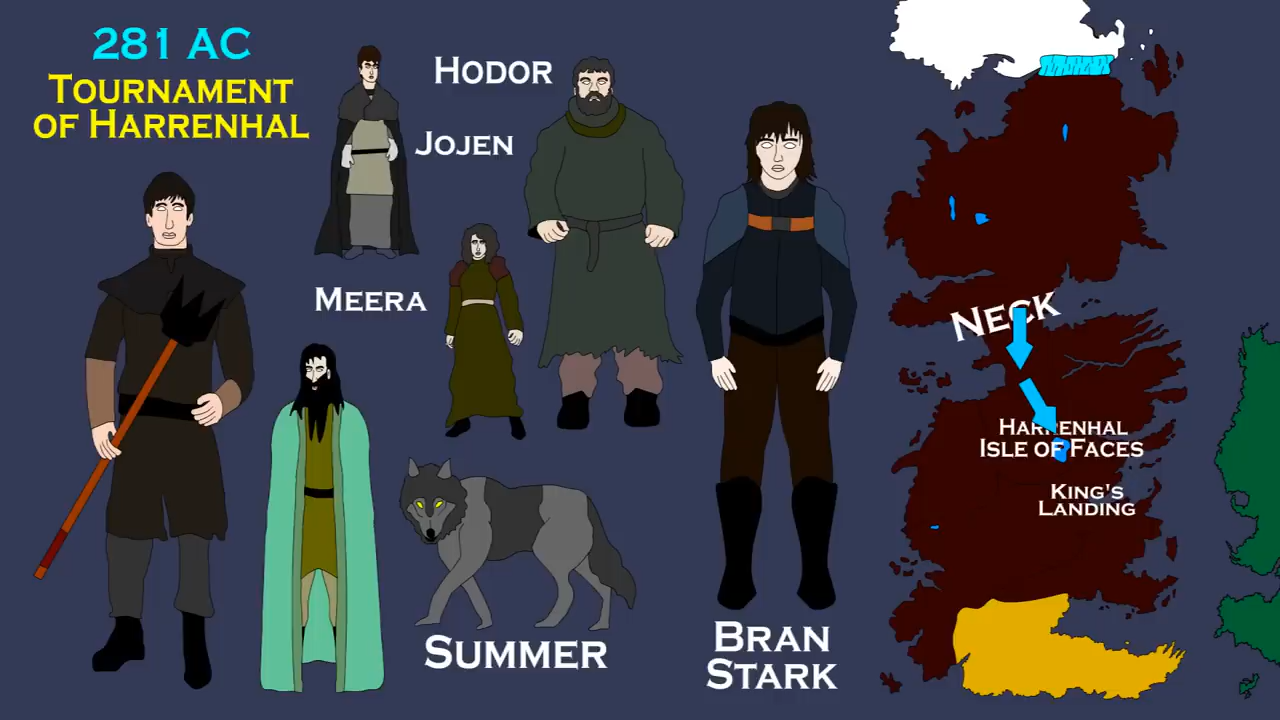 281 AC
TOURNAMENT
OF HARRENHAL
HODOR
JOJEN
MEERA
SUMMER
BRAN
STARK
NECK
HARRENHAL
ISLE OF FACES
KING'S
LANDING